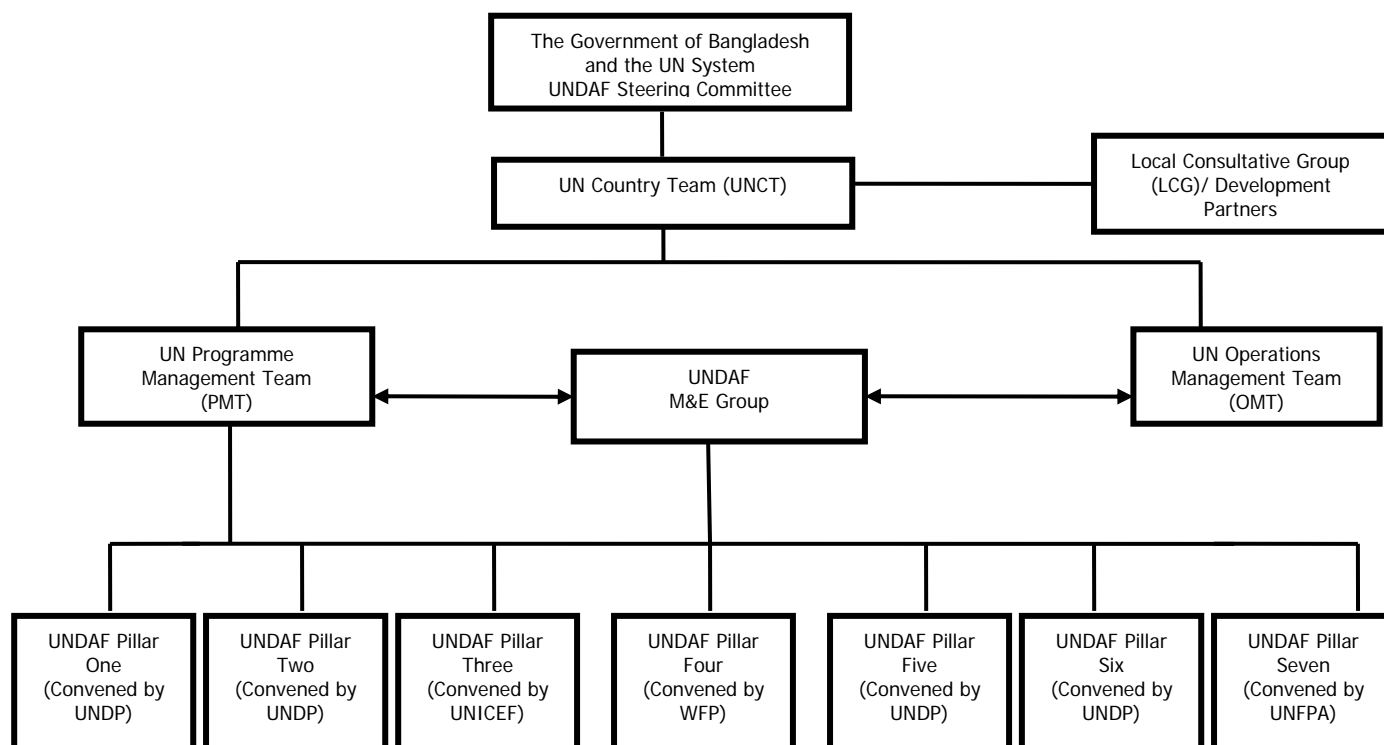 The Government of Bangladesh
and the UN System
UNDAF Steering Committee
UN Country Team (UNCT)
Local Consultative Group
(LCG)/ Development
Partners
UN Programme
Management Team
(PMT)
UNDAF
M&E Group
UN Operations
Management Team
(OMT)
UNDAF Pillar
One
(Convened by
UNDP)
UNDAF Pillar
Two
(Convened by
UNDP)
UNDAF Pillar
Three
(Convened by
UNICEF)
UNDAF Pillar
Four
(Convened by
WFP)
UNDAF Pillar
Five
(Convened by
UNDP)
UNDAF Pillar
Six
(Convened by
UNDP)
UNDAF Pillar
Seven
(Convened by
UNFPA)